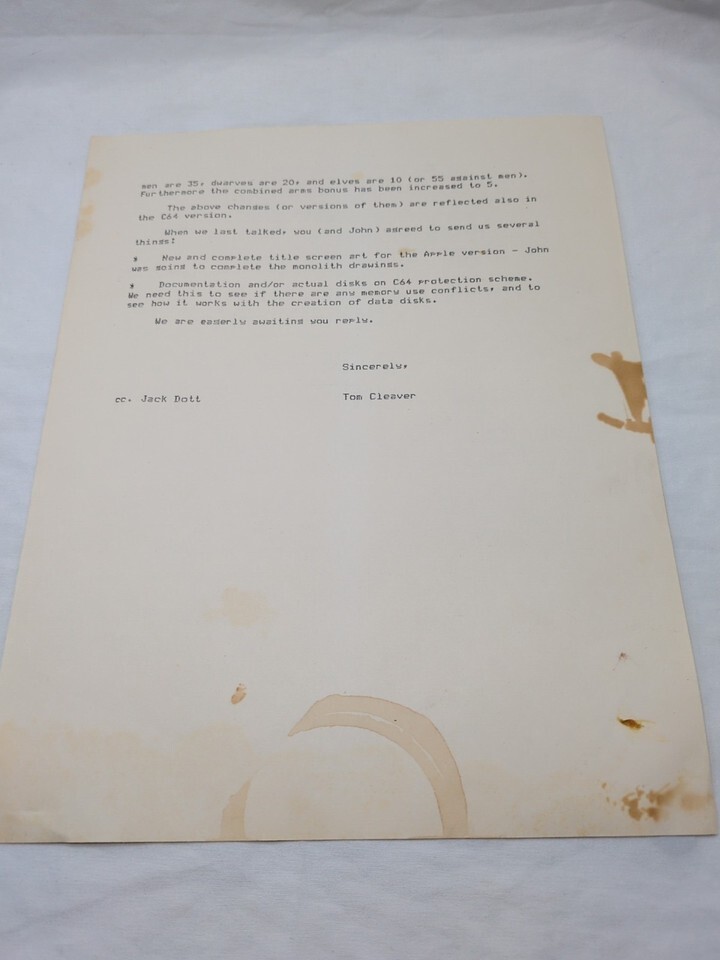 men are 35, dwarves are 20, and elves are 10 (or 55 against men).
Furthermore the combined arms bonus has been increased to 5.
The above changes (or versions of them) are reflected also in
the C64 version.
When we last talked, you (and John) agreed to send us several
things:
* New and complete title screen art for the Apple version - John
was going to complete the monolith drawings.
* Documentation and/or actual disks on C64 protection scheme.
We need this to see if there are any memory use conflicts, and to
see how it works with the creation of data disks.
We are eagerly awaiting you reply.
Sincerely,
cc. Jack Dott
Tom Cleaver